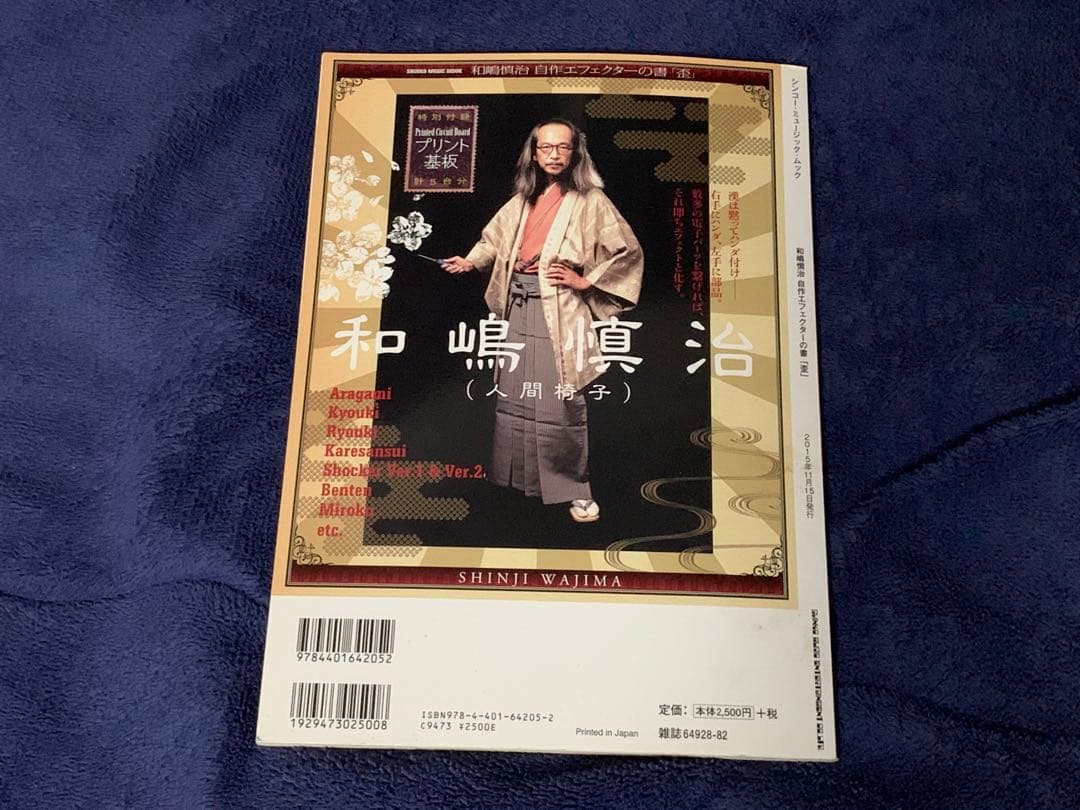 SHINKO MUSIC MOOK 和嶋慎治 自作エフェクターの書「歪」
特別付録
Printed Circuit Board
プリント
基板
計5台分
漢は黙ってハンダ付け――
右手にハンダ、左手に部品。
数多の電子パーツを繋げれば、
それ即ちエフェクトと化す。
和嶋慎治
(人間椅子)
Aragami
Kyouki
Ryouki
Karesansui
Shocker Ver.1 & Ver.2
Benten
Miroku
etc.
SHINJI WAJIMA
9784401642052
1929473025008
ISBN978-4-401-64205-2
C9473 ¥2500E
Printed in Japan
定価：本体2,500円+税
雑誌 64928-82
シンコー・ミュージック・ムック
和嶋慎治 自作エフェクターの書「歪」
2015年11月15日発行